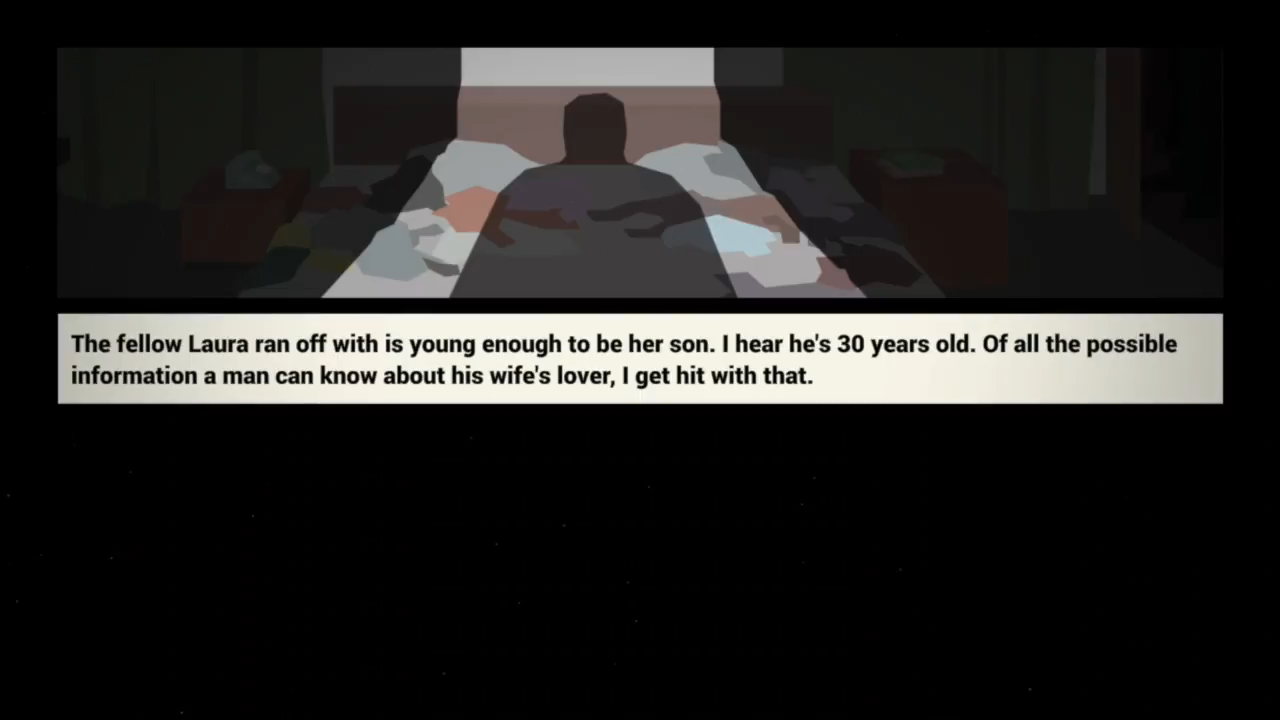 The fellow Laura ran off with is young enough to be her son. I hear he's 30 years old. Of all the possible
information a man can know about his wife's lover, I get hit with that.